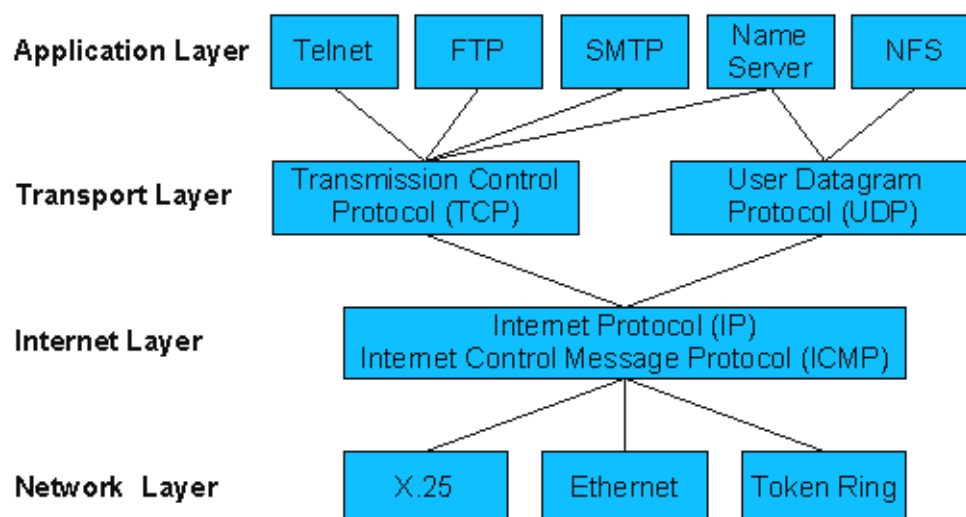 Application Layer
Telnet
FTP
SMTP
Name
Server
NFS
Transport Layer
Transmission Control
Protocol (TCP)
User Datagram
Protocol (UDP)
Internet Layer
Internet Protocol (IP)
Internet Control Message Protocol (ICMP)
Network Layer
X.25
Ethernet
Token Ring